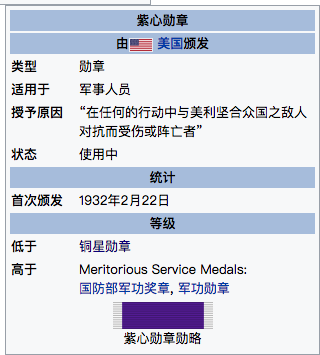 紫心勋章
由 美国颁发
类型 勋章
适用于 军事人员
授予原因 “在任何的行动中与美利坚合众国之敌人
对抗而受伤或阵亡者”
状态 使用中
统计
首次颁发 1932年2月22日
等级
低于 铜星勋章
高于 Meritorious Service Medals:
国防部军功奖章, 军功勋章
紫心勋章勋略